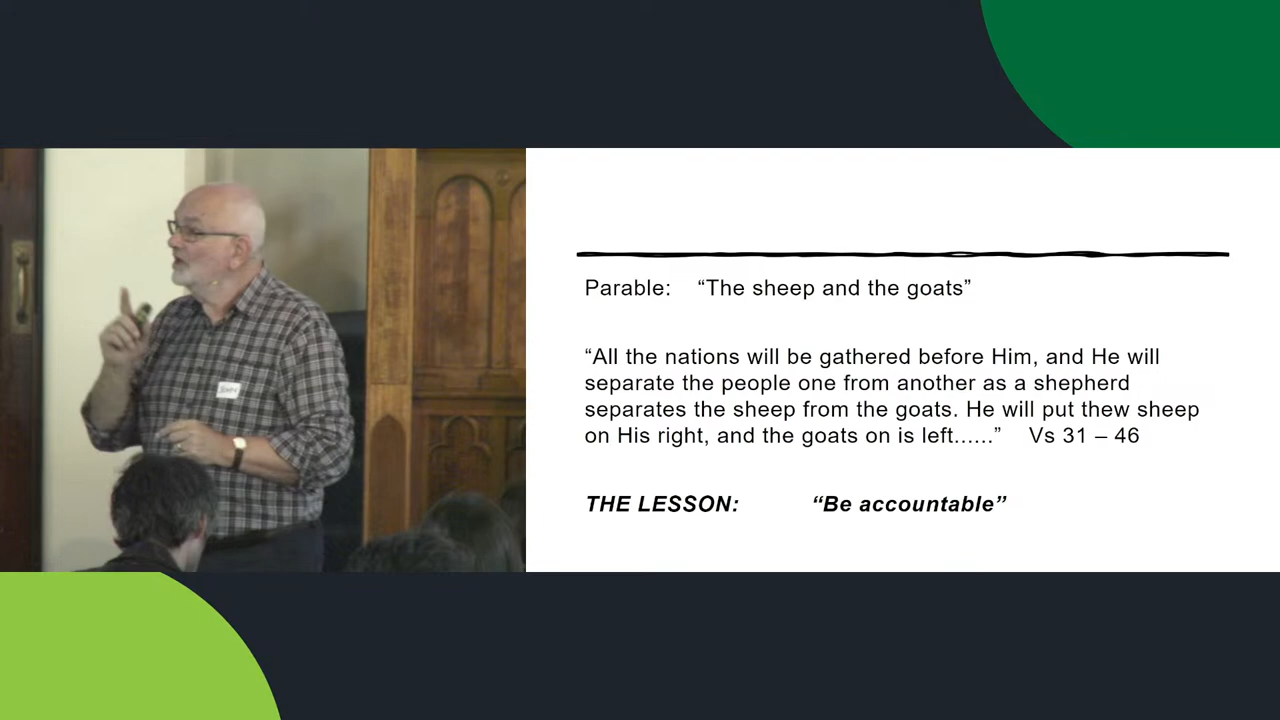 JOHN
Parable: “The sheep and the goats”
“All the nations will be gathered before Him, and He will
separate the people one from another as a shepherd
separates the sheep from the goats. He will put thew sheep
on His right, and the goats on is left......” Vs 31 – 46
THE LESSON: “Be accountable”